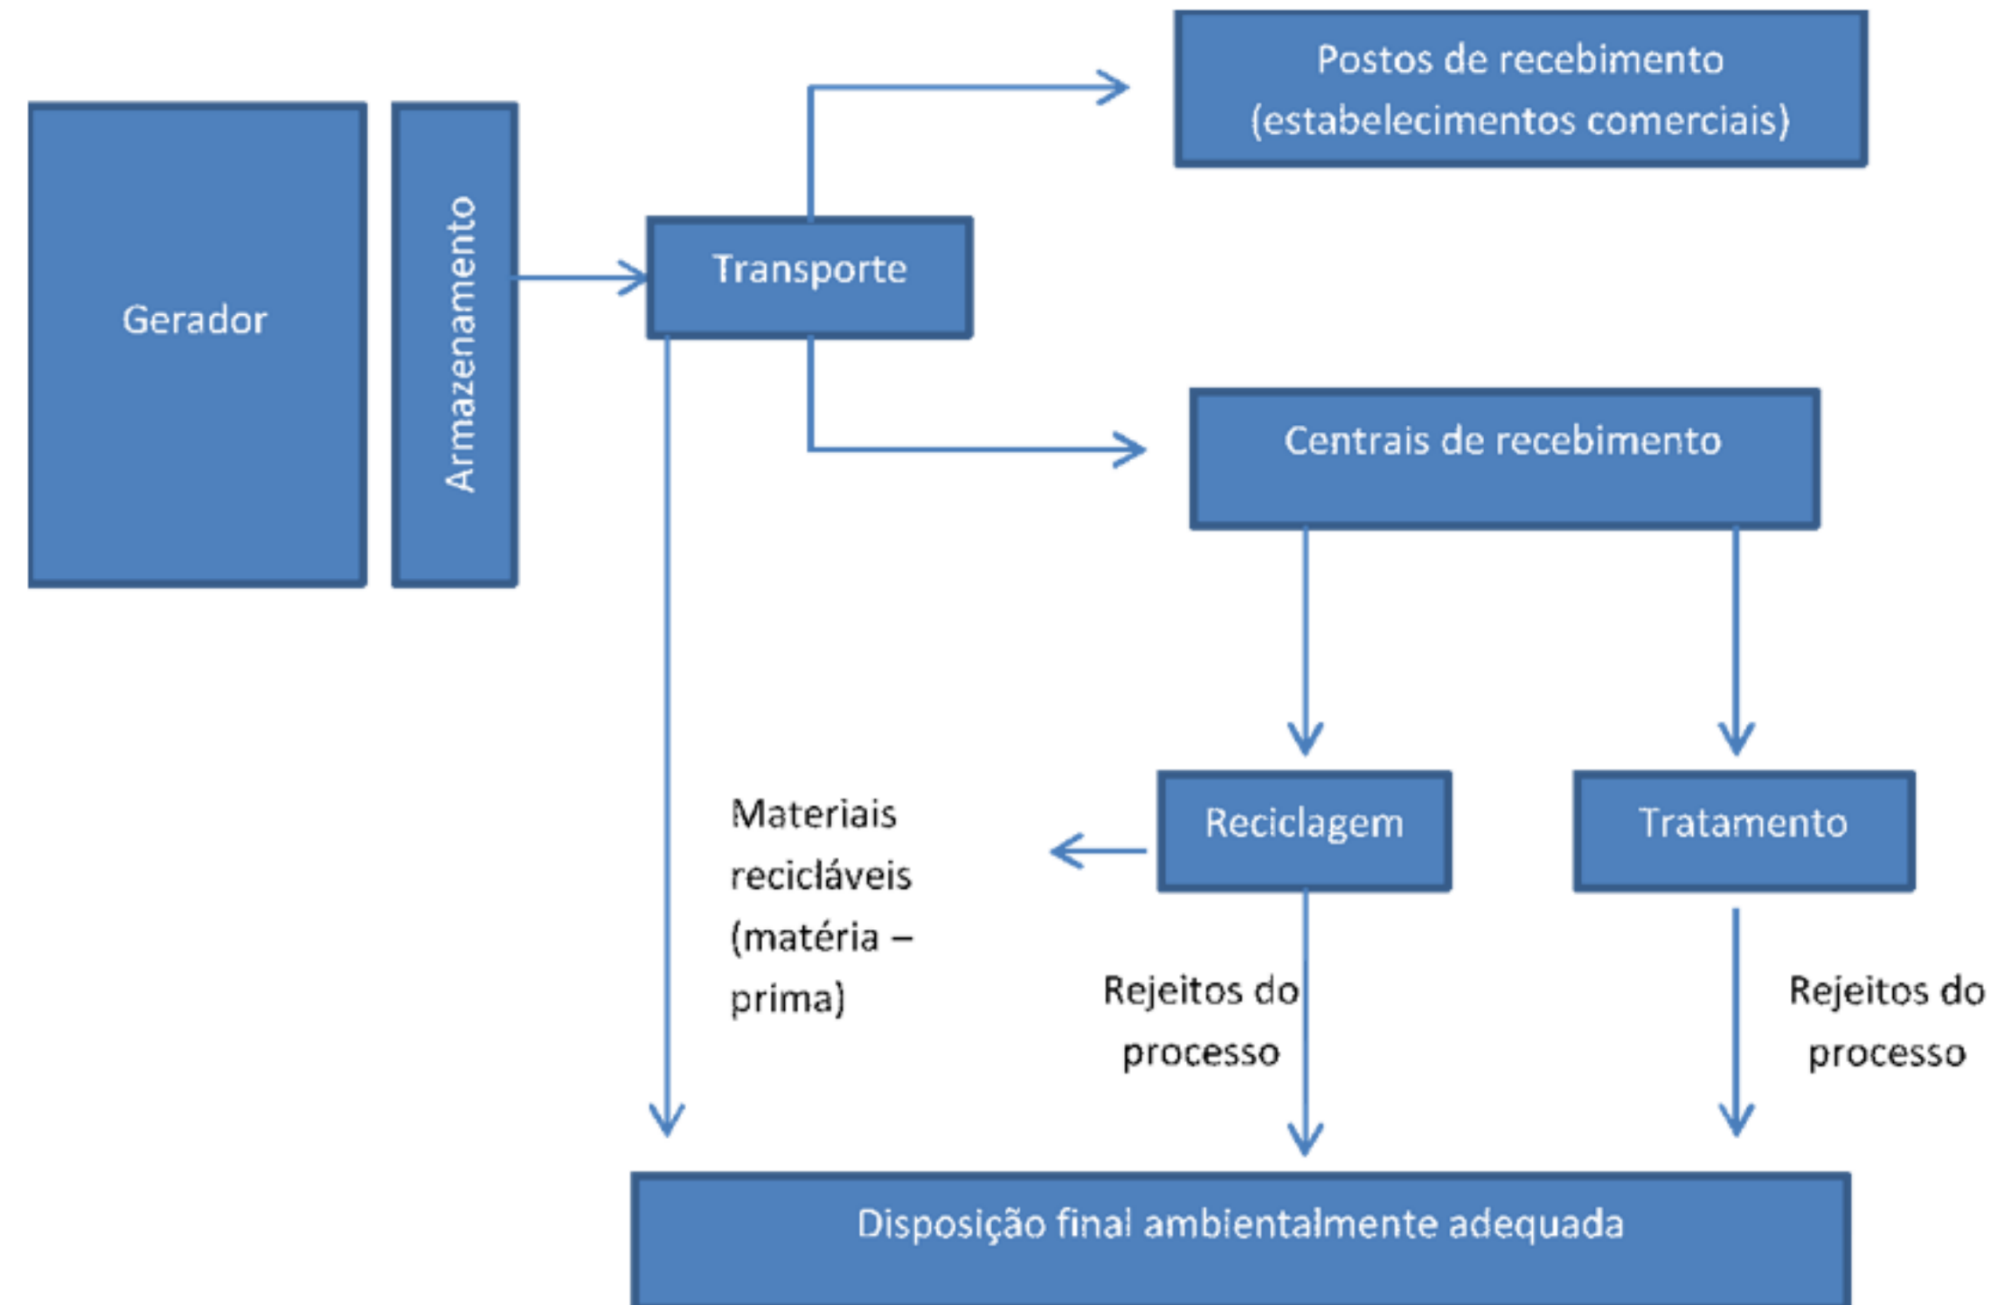 Postos de recebimento
(estabelecimentos comerciais)
Gerador
Armazenamento
Transporte
Centrais de recebimento
Reciclagem
Tratamento
Materiais
recicláveis
(matéria –
prima)
Rejeitos do
processo
Rejeitos do
processo
Disposição final ambientalmente adequada